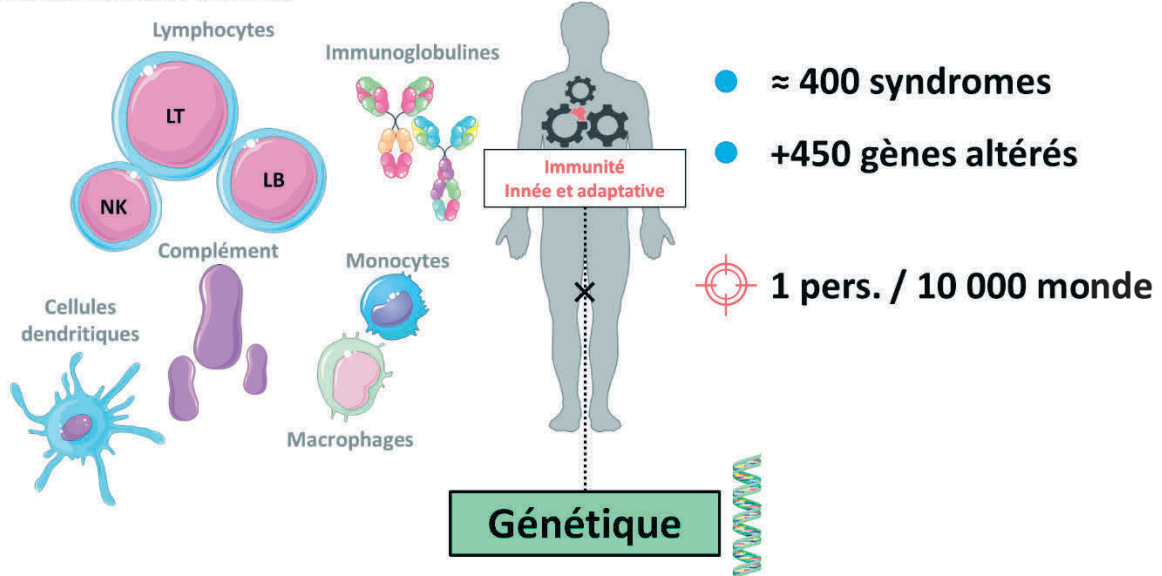 Lymphocytes
LT
LB
NK
Immunoglobulines
Complément
Monocytes
Cellules
dendritiques
Macrophages
Immunité
Innée et adaptative
Génétique
≈ 400 syndromes
+450 gènes altérés
1 pers. / 10 000 monde